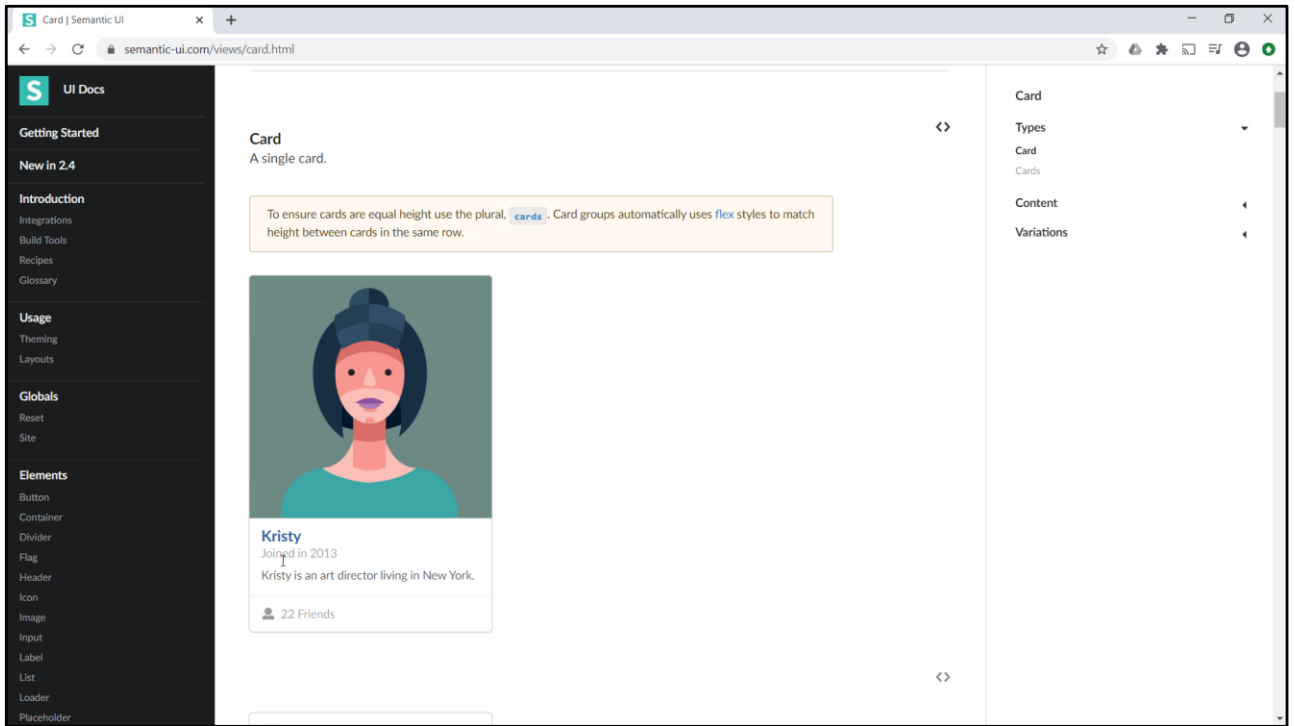 S Card | Semantic UI
semantic-ui.com/views/card.html
S UI Docs
Getting Started
New in 2.4
Introduction
Integrations
Build Tools
Recipes
Glossary
Usage
Theming
Layouts
Globals
Reset
Site
Elements
Button
Container
Divider
Flag
Header
Icon
Image
Input
Label
List
Loader
Placeholder
Card
A single card.
To ensure cards are equal height use the plural, cards . Card groups automatically uses flex styles to match
height between cards in the same row.
Kristy
Joined in 2013
Kristy is an art director living in New York.
22 Friends
Card
Types
Card
Cards
Content
Variations